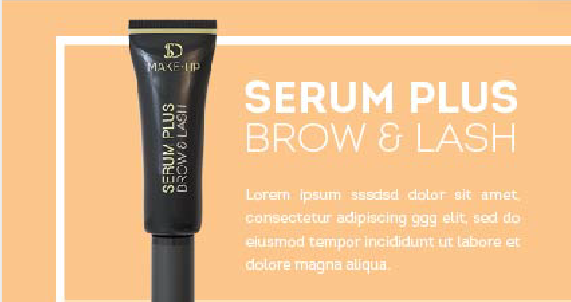 SD
MAKE-UP
SERUM PLUS
BROW & LASH
SERUM PLUS
BROW & LASH
Lorem ipsum sssdsd dolor sit amet,
consectetur adipiscing ggg elit, sed do
eiusmod tempor incididunt ut labore et
dolore magna aliqua.